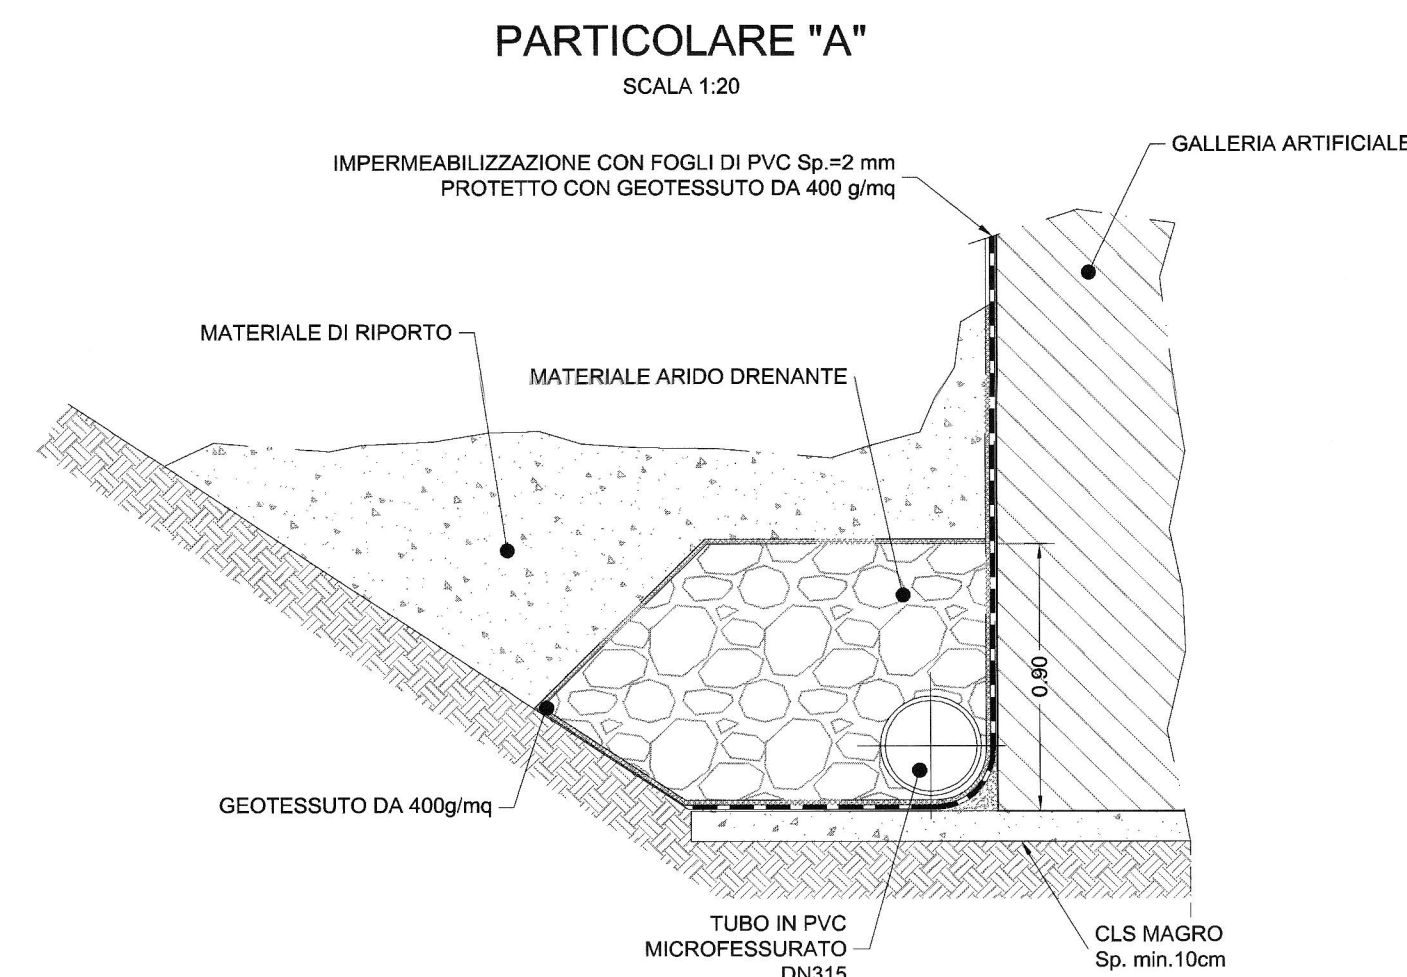 PARTICOLARE "A"
SCALA 1:20
IMPERMEABILIZZAZIONE CON FOGLI DI PVC Sp.=2 mm
PROTETTO CON GEOTESSUTO DA 400 g/mq
GALLERIA ARTIFICIALE
MATERIALE DI RIPORTO
MATERIALE ARIDO DRENANTE
0.90
GEOTESSUTO DA 400g/mq
TUBO IN PVC
MICROFESSURATO
DN315
CLS MAGRO
Sp. min.10cm